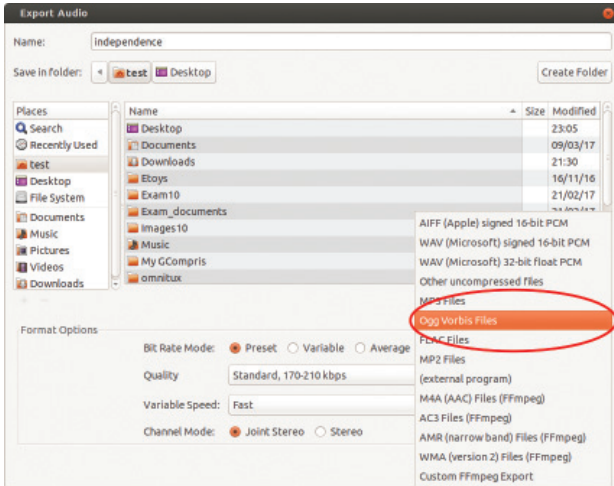 Export Audio
Name: independence
Save in folder: test Desktop Create Folder
Places
Search
Recently Used
test
Desktop
File System
Documents
Music
Pictures
Videos
Downloads
Name Size Modified
Desktop 23:05
Documents 09/03/17
Downloads 21:30
Etoys 16/11/16
Exam10 21/02/17
Exam_documents
Images10
Music
My GCompris
omnitux
AIFF (Apple) signed 16-bit PCM
WAV (Microsoft) signed 16-bit PCM
WAV (Microsoft) 32-bit float PCM
Other uncompressed files
MP3 Files
Ogg Vorbis Files
FLAC Files
MP2 Files
(external program)
M4A (AAC) Files (FFmpeg)
AC3 Files (FFmpeg)
AMR (narrow band) Files (FFmpeg)
WMA (version 2) Files (FFmpeg)
Custom FFmpeg Export
Format Options
Bit Rate Mode: Preset Variable Average
Quality Standard, 170-210 kbps
Variable Speed: Fast
Channel Mode: Joint Stereo Stereo